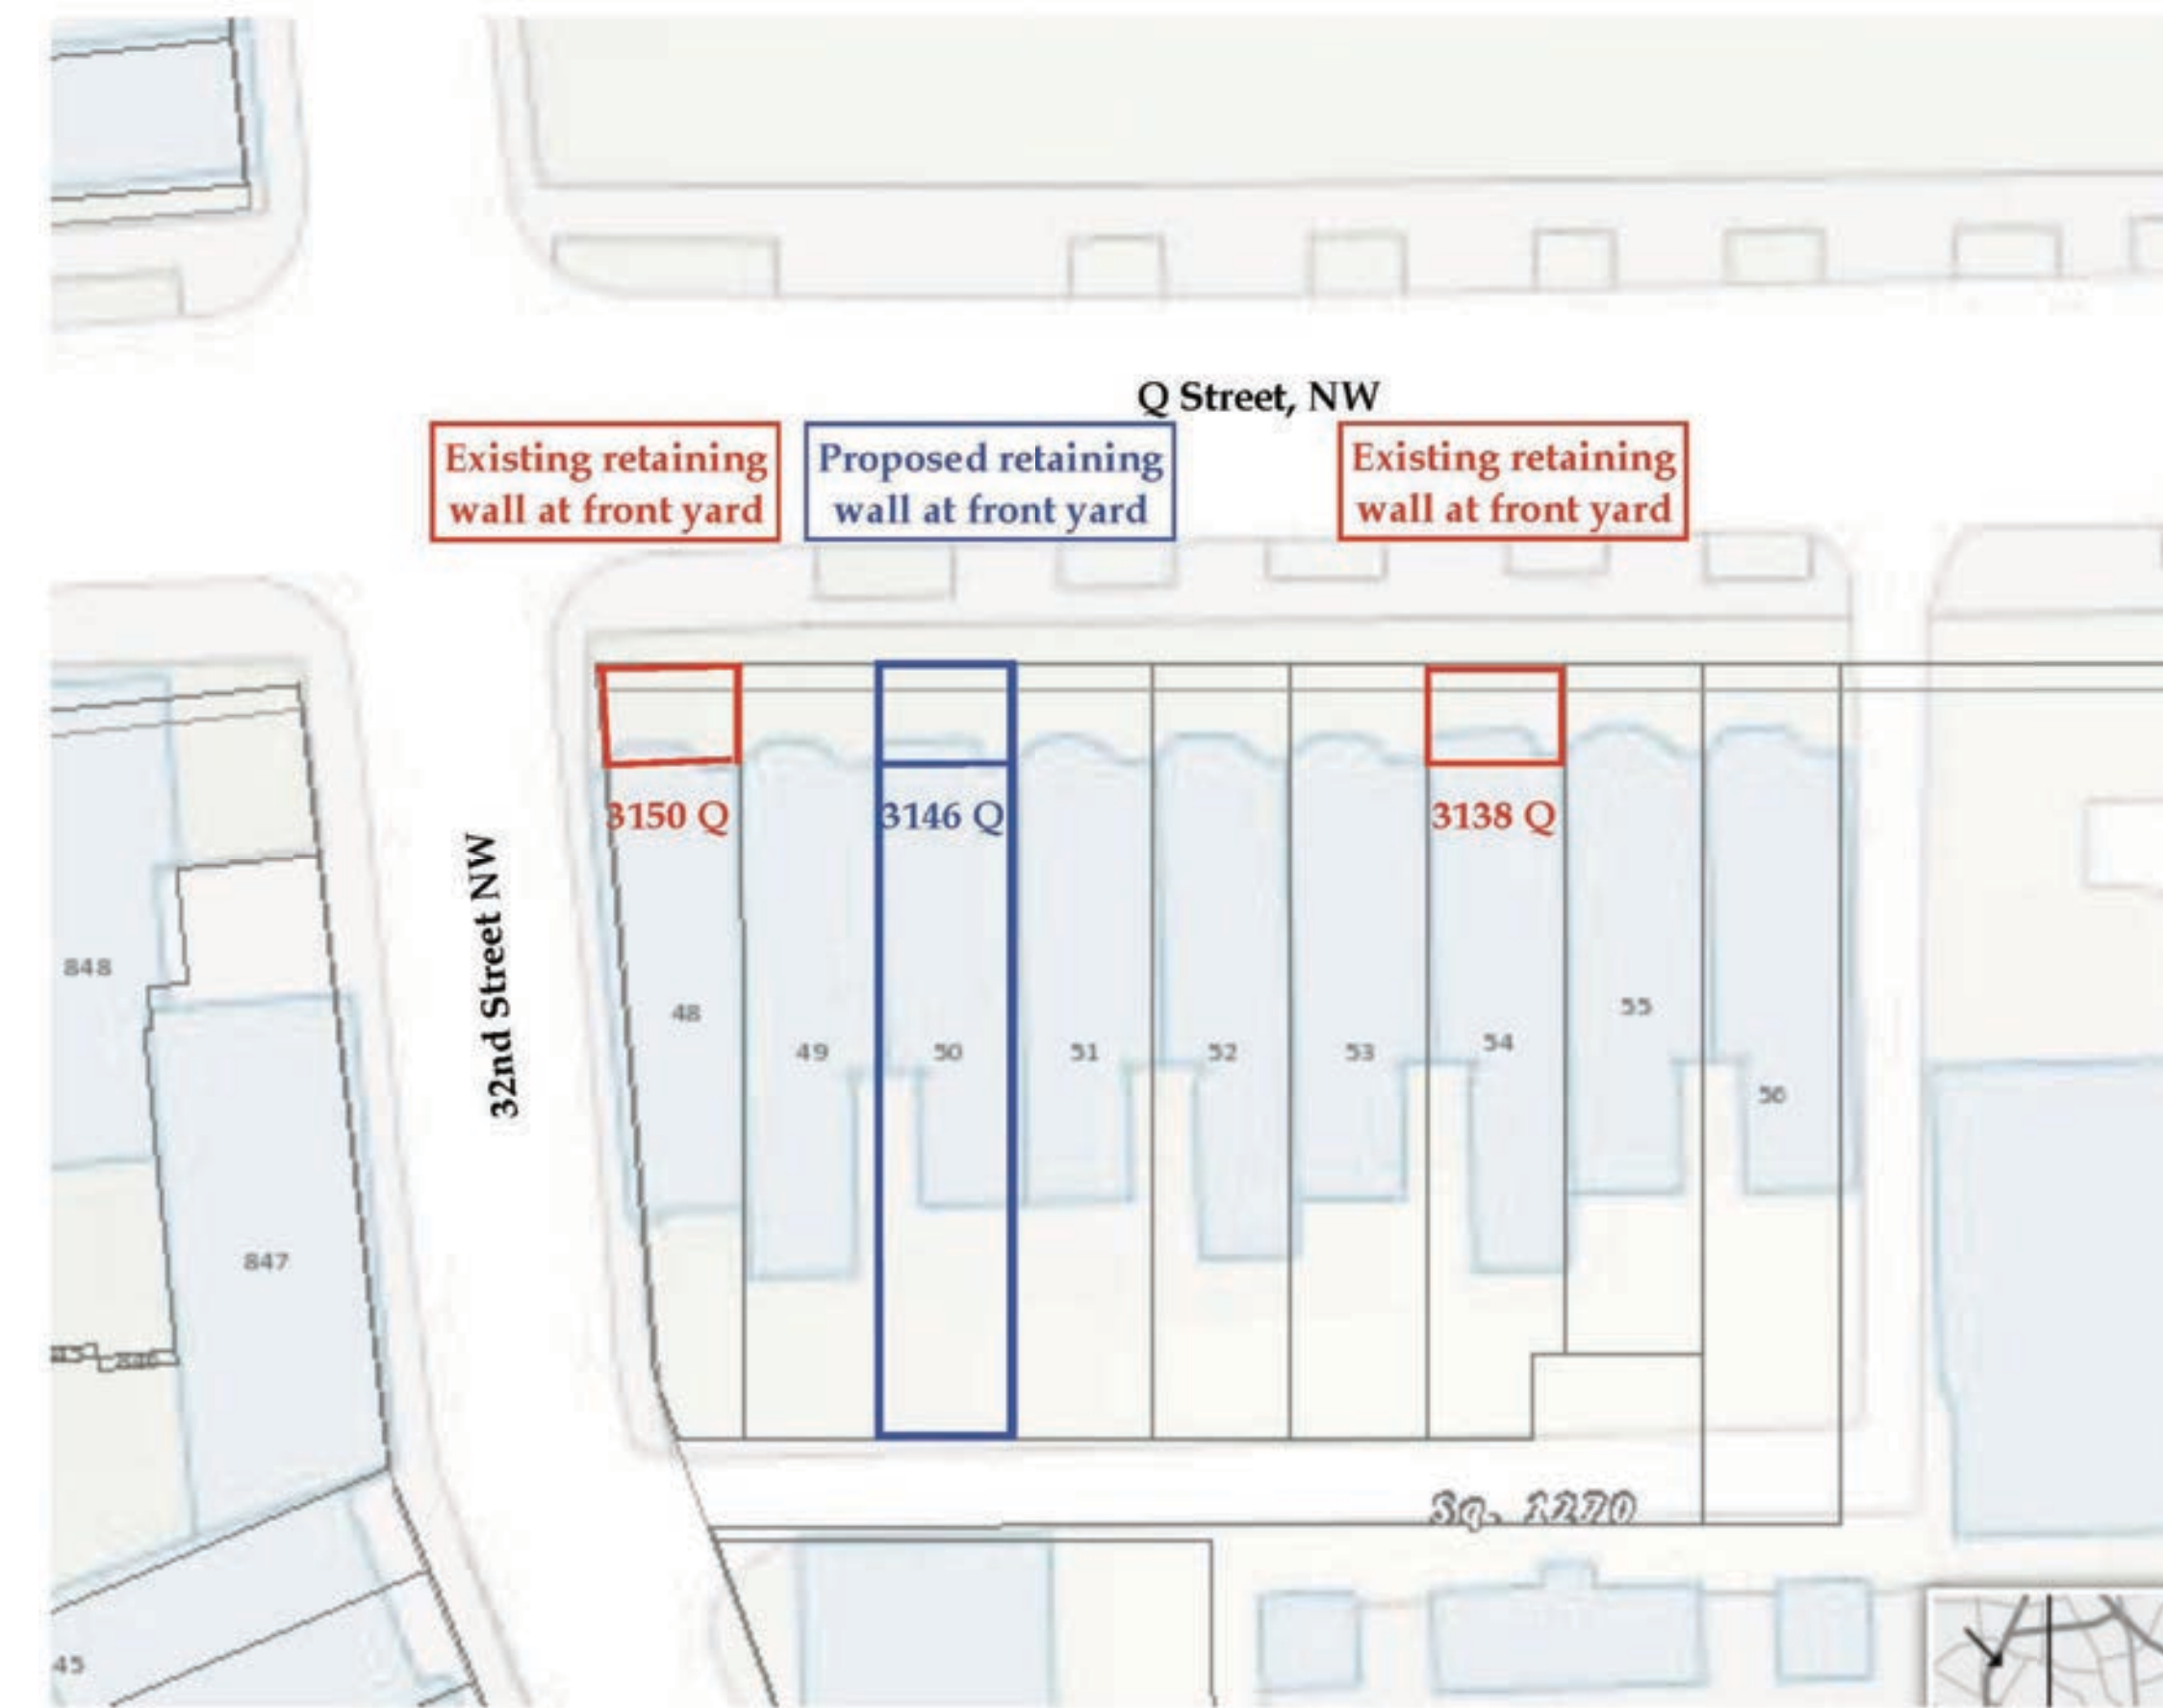 Q Street, NW
Existing retaining
wall at front yard
Proposed retaining
wall at front yard
Existing retaining
wall at front yard
3150 Q
3146 Q
3138 Q
32nd Street NW
848
48
49
50
51
52
53
54
55
56
847
Sq. 1270
45